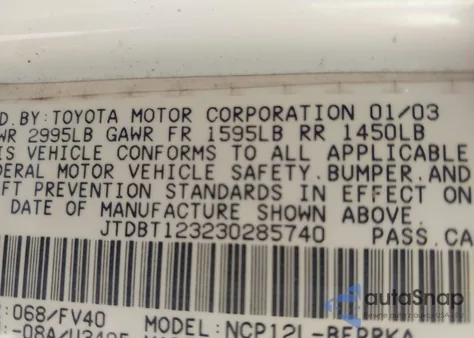 D. BY: TOYOTA MOTOR CORPORATION 01/03
WR 2995LB GAWR FR 1595LB RR 1450LB
IS VEHICLE CONFORMS TO ALL APPLICABLE
DERAL MOTOR VEHICLE SAFETY, BUMPER, AND
FT PREVENTION STANDARDS IN EFFECT ON
DATE OF MANUFACTURE SHOWN ABOVE.
JTDBT123230285740 PASS.CA
:068/FV40 MODEL: NCP12L-BEPRKA
autoSnap